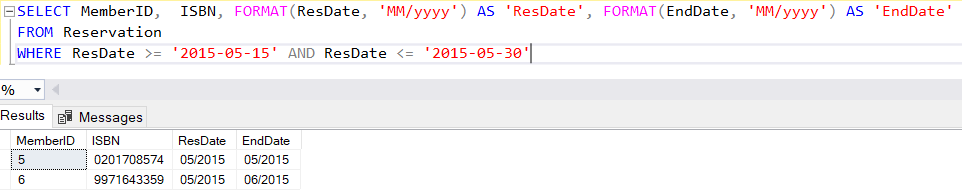 SELECT MemberID,  ISBN, FORMAT(ResDate, 'MM/yyyy') AS 'ResDate', FORMAT(EndDate, 'MM/yyyy') AS 'EndDate'
FROM Reservation
WHERE ResDate >= '2015-05-15' AND ResDate <= '2015-05-30'
%
Results Messages
MemberID ISBN ResDate EndDate
5 0201708574 05/2015 05/2015
6 9971643359 05/2015 06/2015